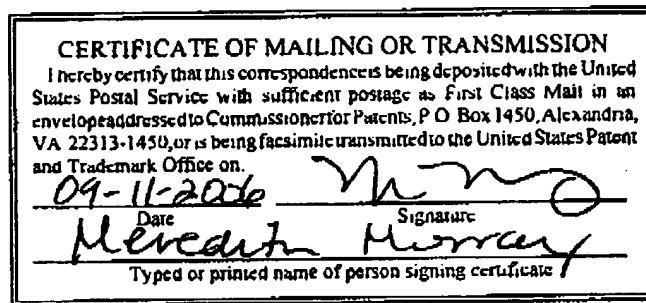 CERTIFICATE OF MAILING OR TRANSMISSION
I hereby certify that this correspondence is being deposited with the United
States Postal Service with sufficient postage as First Class Mail in an
envelope addressed to Commissioner for Patents, P O Box 1450, Alexandria,
VA 22313-1450, or is being facsimile transmitted to the United States Patent
and Trademark Office on.
09-11-2006
Date Signature
Meredith Murray
Typed or printed name of person signing certificate